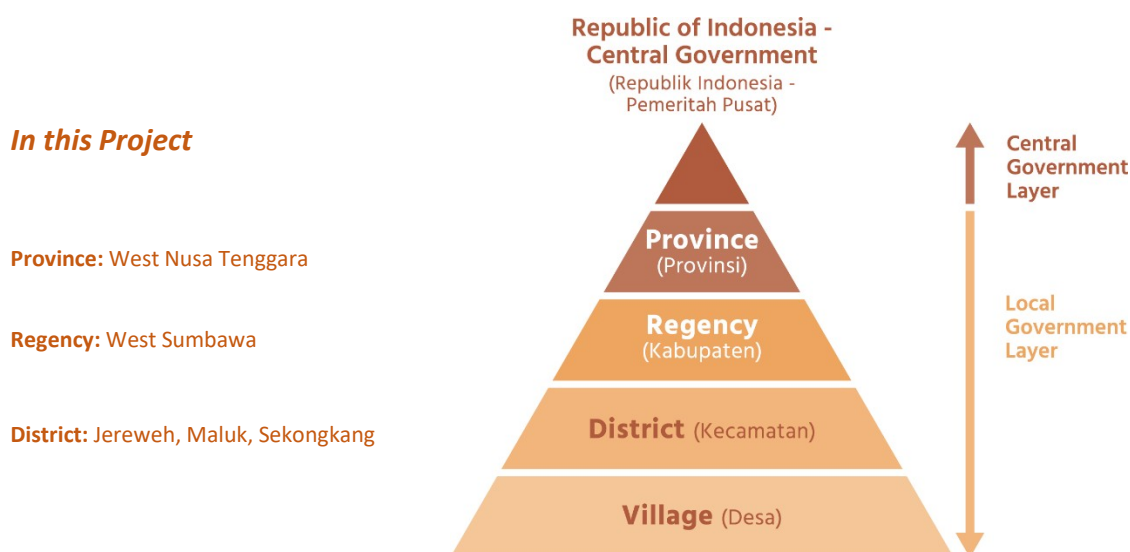 Republic of Indonesia -
Central Government
(Republik Indonesia -
Pemeritah Pusat)
In this Project
Central
Government
Layer
Province: West Nusa Tenggara
Province
(Provinsi)
Regency: West Sumbawa
Regency
(Kabupaten)
Local
Government
Layer
District: Jereweh, Maluk, Sekongkang
District (Kecamatan)
Village (Desa)